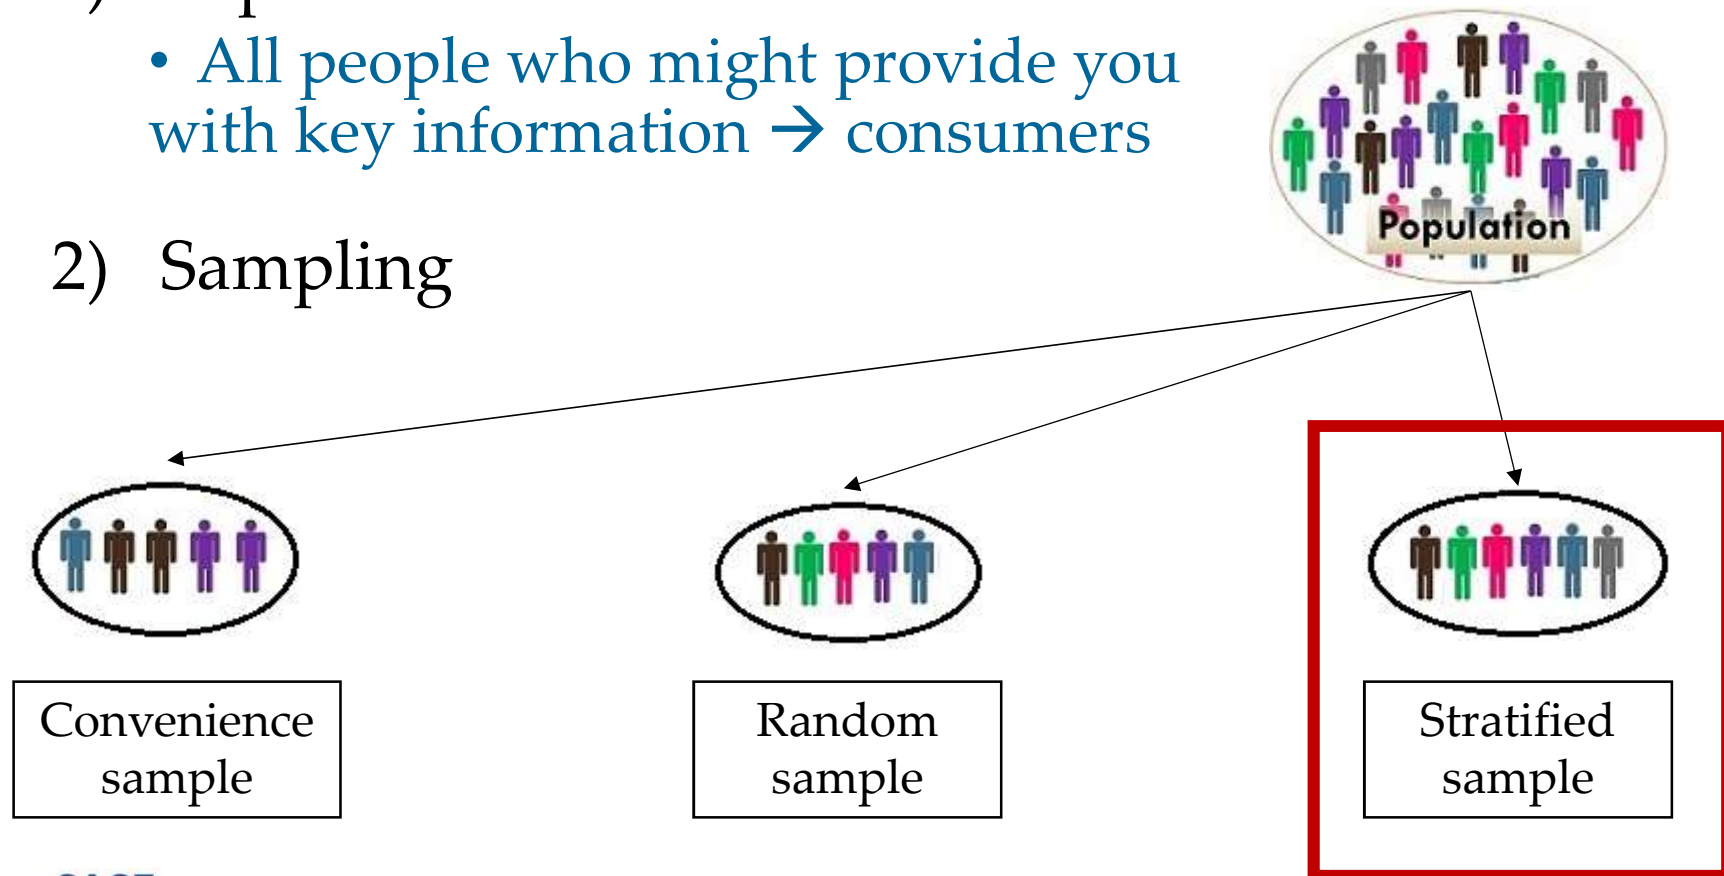 • All people who might provide you
with key information → consumers
Population
2) Sampling
Convenience
sample
Random
sample
Stratified
sample